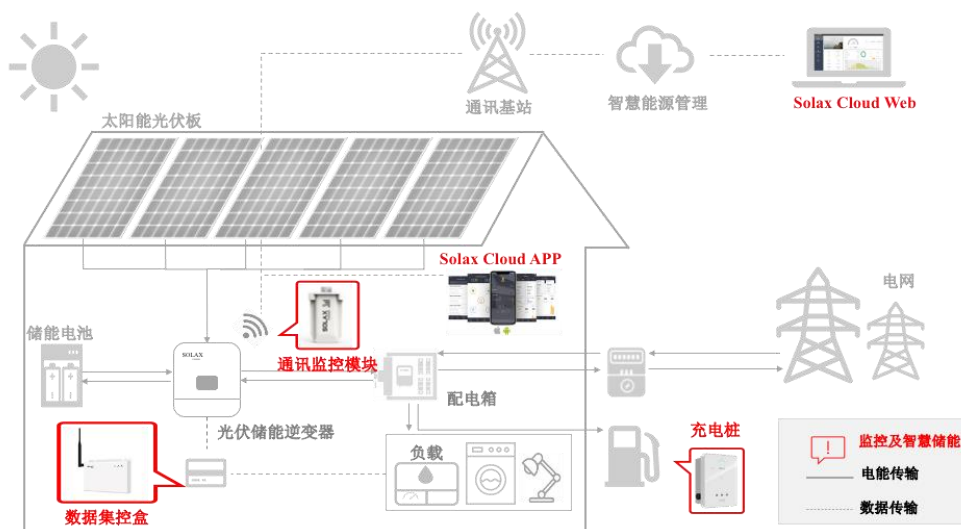 通讯基站
智慧能源管理
Solax Cloud Web
太阳能光伏板
Solax Cloud APP
电网
储能电池
SOLAX
通讯监控模块
配电箱
光伏储能逆变器
负载
充电桩
数据集控盒
监控及智慧储能
电能传输
数据传输